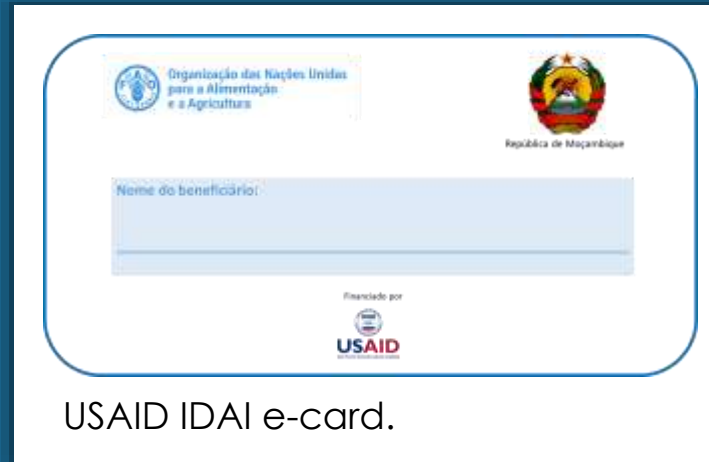 Organização das Nações Unidas
para a Alimentação
e a Agricultura
República de Moçambique
Nome do beneficiário:
Financiado por
USAID
USAID IDAI e-card.